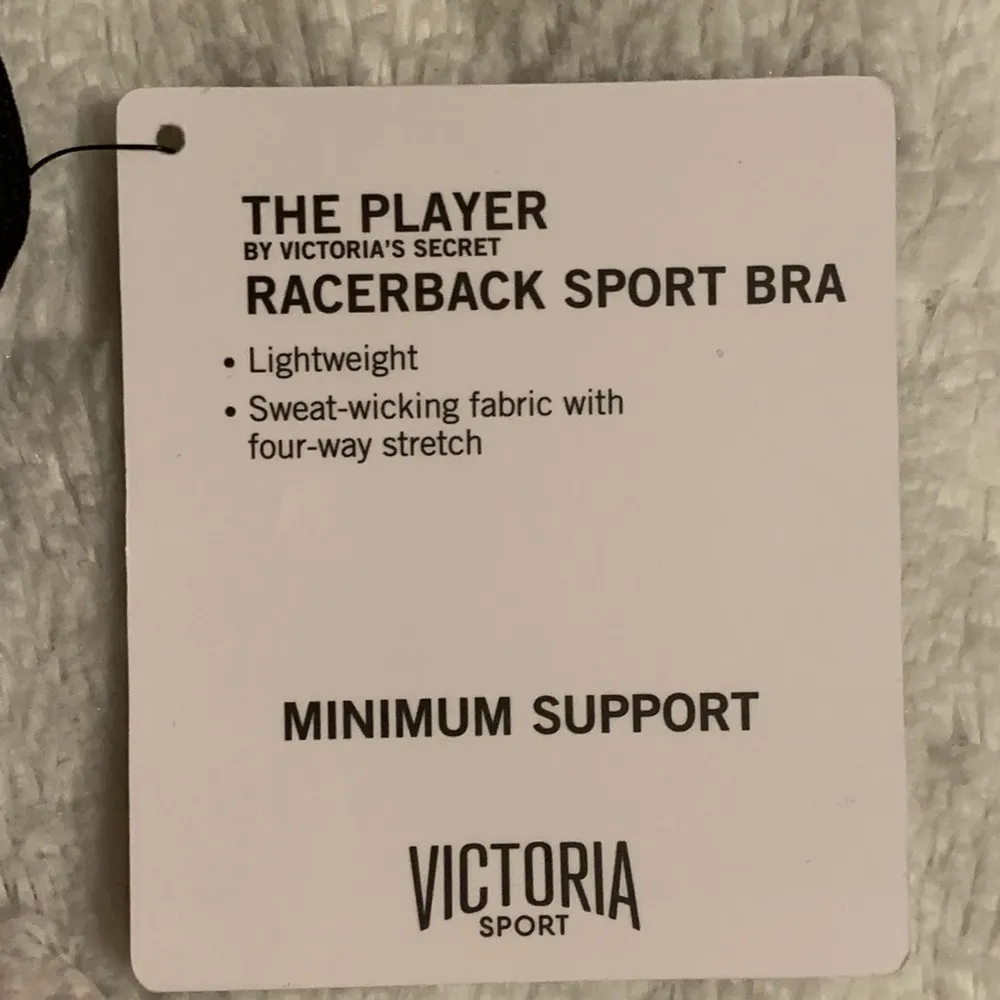 THE PLAYER
BY VICTORIA'S SECRET
RACERBACK SPORT BRA
• Lightweight
• Sweat-wicking fabric with
four-way stretch
MINIMUM SUPPORT
VICTORIA
SPORT